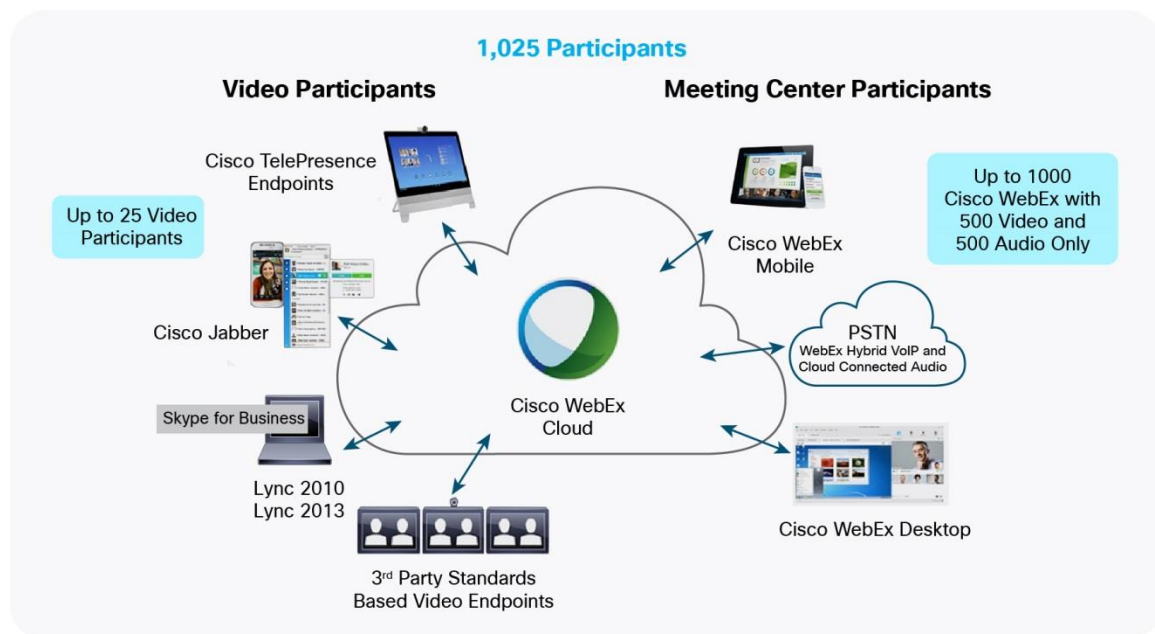 1,025 Participants
Video Participants
Meeting Center Participants
Cisco TelePresence
Endpoints
Up to 25 Video
Participants
Cisco Jabber
Skype for Business
Lync 2010
Lync 2013
3rd Party Standards
Based Video Endpoints
Cisco WebEx
Cloud
Cisco WebEx
Mobile
Up to 1000
Cisco WebEx with
500 Video and
500 Audio Only
PSTN
WebEx Hybrid VoIP and
Cloud Connected Audio
Cisco WebEx Desktop